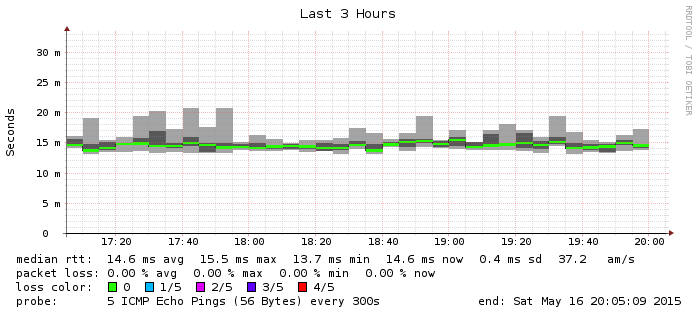 Last 3 Hours
RRDTOOL / TOBI OETIKER
Seconds
30 m
25 m
20 m
15 m
10 m
5 m
0
17:20 17:40 18:00 18:20 18:40 19:00 19:20 19:40 20:00
median rtt: 14.6 ms avg 15.5 ms max 13.7 ms min 14.6 ms now 0.4 ms sd 37.2 am/s
packet loss: 0.00 % avg 0.00 % max 0.00 % min 0.00 % now
loss color: 0 1/5 2/5 3/5 4/5
probe: 5 ICMP Echo Pings (56 Bytes) every 300s end: Sat May 16 20:05:09 2015